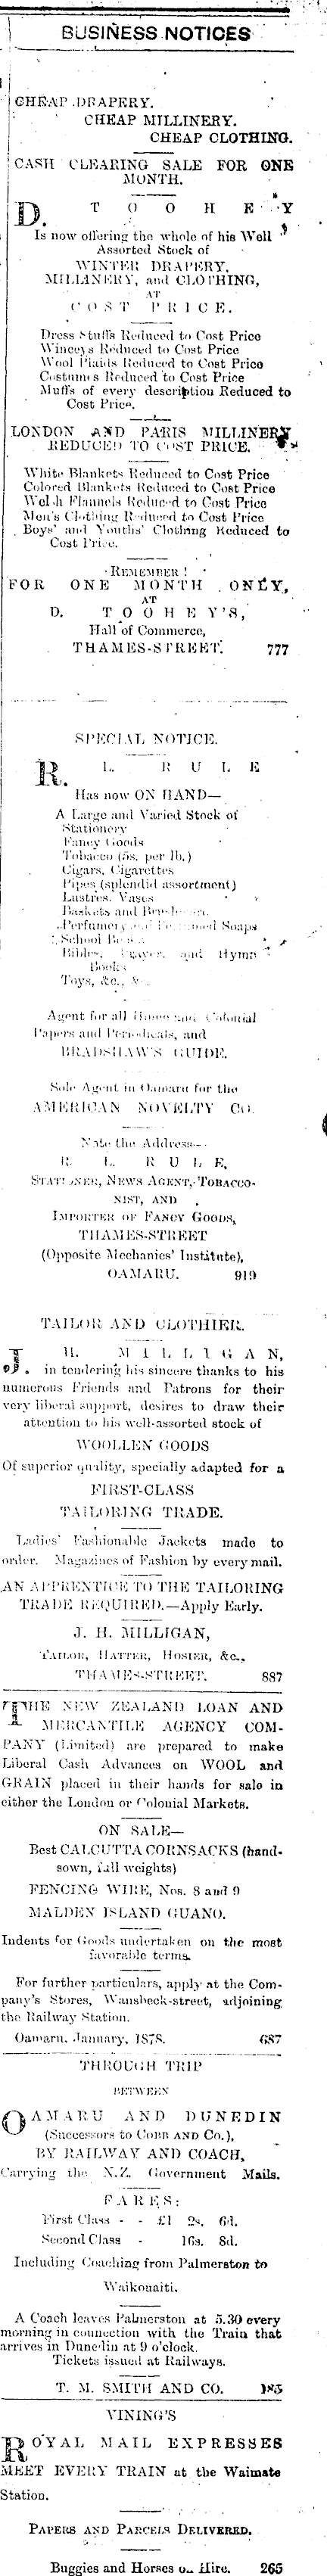 BUSINESS NOTICES
CHEAP DRAPERY.
CHEAP MILLINERY.
CHEAP CLOTHING.
CASH CLEARING SALE FOR ONE
MONTH.
D. TOOHEY
Is now offering the whole of his Well
Assorted Stock of
WINTER DRAPERY,
MILLINERY, and CLOTHING,
AT
COST PRICE.
Dress Stuffs Reduced to Cost Price
Winceys Reduced to Cost Price
Wool Plaids Reduced to Cost Price
Costumes Reduced to Cost Price
Muffs of every description Reduced to
Cost Price.
LONDON AND PARIS MILLINERY
REDUCED TO COST PRICE.
White Blankets Reduced to Cost Price
Colored Blankets Reduced to Cost Price
Welsh Flannels Reduced to Cost Price
Men's Clothing Reduced to Cost Price
Boys' and Youths' Clothing Reduced to
Cost Price.
REMEMBER!
FOR ONE MONTH ONLY,
AT
D. TOOHEY'S,
Hall of Commerce,
THAMES-STREET. 777
SPECIAL NOTICE.
R. L. RULE
Has now ON HAND—
A Large and Varied Stock of
Stationery
Fancy Goods
Tobacco (5s. per lb.)
Cigars, Cigarettes
Pipes (splendid assortment)
Lustres, Vases
Baskets and
Perfumery and Perfumed Soaps
School Books
Bibles, Prayer, and Hymn
Books
Toys, &c., &c.
Agent for all Home and Colonial
Papers and Periodicals, and
BRADSHAW'S GUIDE.
Sole Agent in Oamaru for the
AMERICAN NOVELTY CO.
Note the Address—
R. L. RULE,
STATIONER, NEWS AGENT, TOBACCO-
NIST, AND
IMPORTER OF FANCY GOODS,
THAMES-STREET
(Opposite Mechanics' Institute),
OAMARU. 919
TAILOR AND CLOTHIER.
J. H. MILLIGAN,
in tendering his sincere thanks to his
numerous Friends and Patrons for their
very liberal support, desires to draw their
attention to his well-assorted stock of
WOOLLEN GOODS
Of superior quality, specially adapted for a
FIRST-CLASS
TAILORING TRADE.
Ladies' Fashionable Jackets made to
order. Magazines of Fashion by every mail.
AN APPRENTICE TO THE TAILORING
TRADE REQUIRED.—Apply Early.
J. H. MILLIGAN,
TAILOR, HATTER, HOSIER, &c.,
THAMES-STREET. 887
THE NEW ZEALAND LOAN AND
MERCANTILE AGENCY COM-
PANY (Limited) are prepared to make
Liberal Cash Advances on WOOL and
GRAIN placed in their hands for sale in
either the London or Colonial Markets.
ON SALE—
Best CALCUTTA CORNSACKS (hand-
sown, full weights)
FENCING WIRE, Nos. 8 and 9
MALDEN ISLAND GUANO.
Indents for Goods undertaken on the most
favorable terms.
For further particulars, apply at the Com-
pany's Stores, Wansbeck-street, adjoining
the Railway Station.
Oamaru, January, 1878. 687
THROUGH TRIP
BETWEEN
OAMARU AND DUNEDIN
(Successors to COBB AND CO.),
BY RAILWAY AND COACH,
Carrying the N.Z. Government Mails.
FARES:
First Class - - £1 2s. 6d.
Second Class - 16s. 8d.
Including Coaching from Palmerston to
Waikouaiti.
A Coach leaves Palmerston at 5.30 every
morning in connection with the Train that
arrives in Dunedin at 9 o'clock.
Tickets issued at Railways.
T. M. SMITH AND CO. 185
VINING'S
ROYAL MAIL EXPRESSES
MEET EVERY TRAIN at the Waimate
Station.
PAPERS AND PARCELS DELIVERED.
Buggies and Horses on Hire. 265